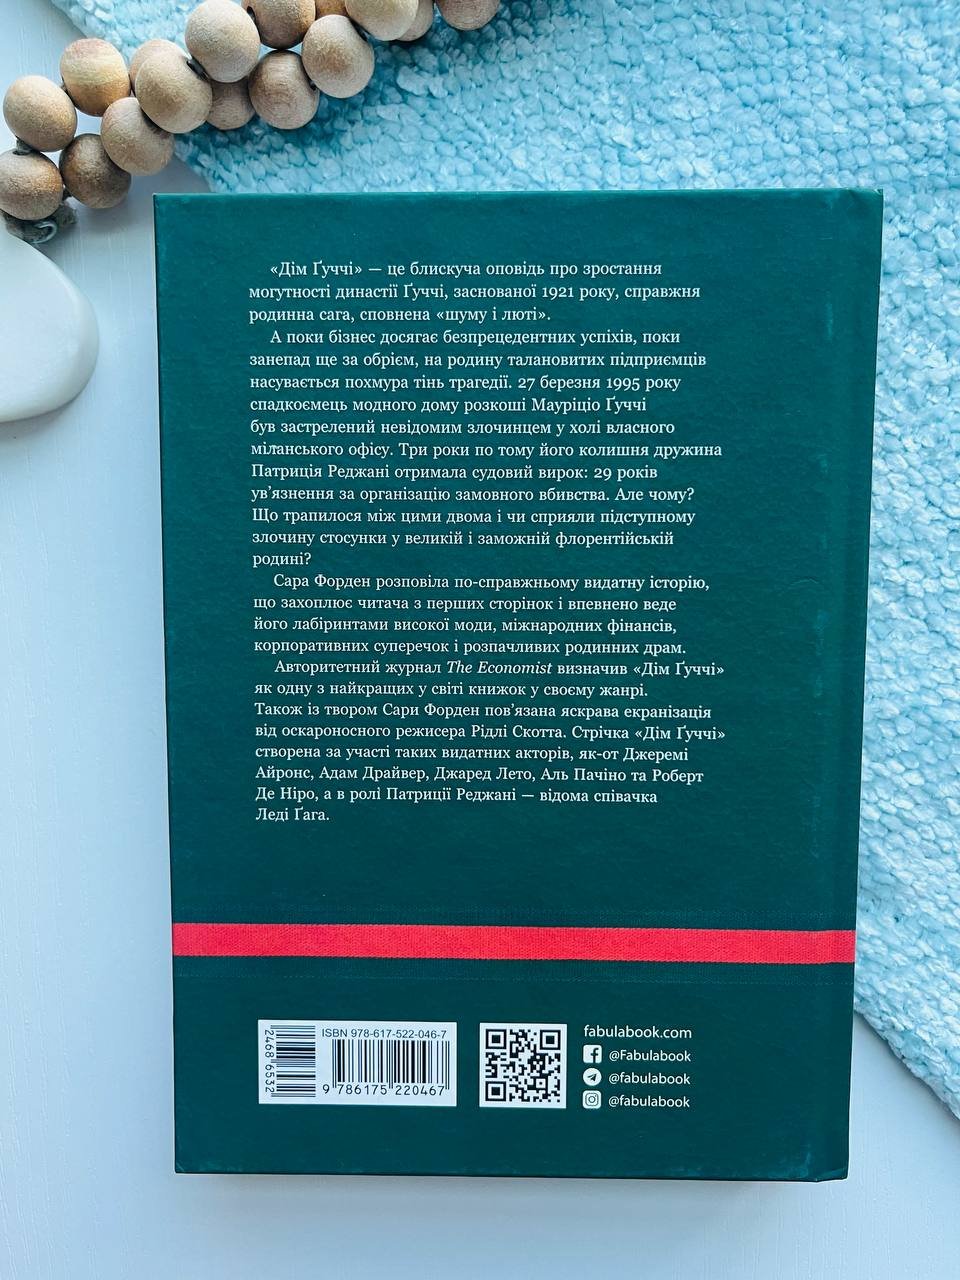 «Дім Ґуччі» — це блискуча оповідь про зростання
могутності династії Ґуччі, заснованої 1921 року, справжня
родинна сага, сповнена «шуму і люті».
А поки бізнес досягає безпрецедентних успіхів, поки
занепад ще за обрієм, на родину талановитих підприємців
насувається похмура тінь трагедії. 27 березня 1995 року
спадкоємець модного дому розкоші Мауріціо Ґуччі
був застрелений невідомим злочинцем у холі власного
міланського офісу. Три роки по тому його колишня дружина
Патриція Реджані отримала судовий вирок: 29 років
ув’язнення за організацію замовного вбивства. Але чому?
Що трапилося між цими двома і чи сприяли підступному
злочину стосунки у великій і заможній флорентійській
родині?
Сара Форден розповіла по-справжньому видатну історію,
що захоплює читача з перших сторінок і впевнено веде
його лабіринтами високої моди, міжнародних фінансів,
корпоративних суперечок і розпачливих родинних драм.
Авторитетний журнал The Economist визначив «Дім Ґуччі»
як одну з найкращих у світі книжок у своєму жанрі.
Також із твором Сари Форден пов’язана яскрава екранізація
від оскароносного режисера Рідлі Скотта. Стрічка «Дім Ґуччі»
створена за участі таких видатних акторів, як-от Джеремі
Айронс, Адам Драйвер, Джаред Лето, Аль Пачіно та Роберт
Де Ніро, а в ролі Патриції Реджані — відома співачка
Леді Ґаґа.
2468 6532
ISBN 978-617-522-046-7
9 786175 220467
fabulabook.com
@Fabulabook
@fabulabook
@fabulabook